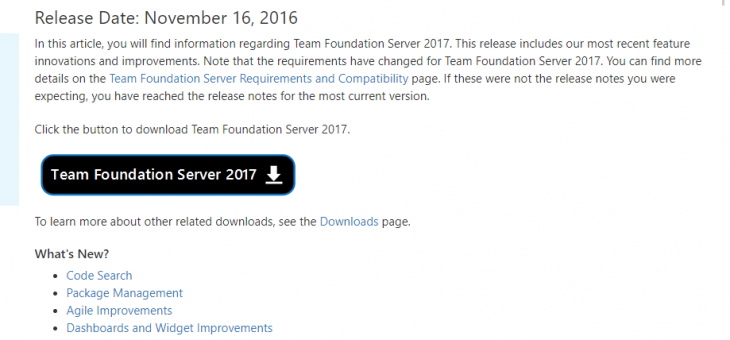 Release Date: November 16, 2016
In this article, you will find information regarding Team Foundation Server 2017. This release includes our most recent feature
innovations and improvements. Note that the requirements have changed for Team Foundation Server 2017. You can find more
details on the Team Foundation Server Requirements and Compatibility page. If these were not the release notes you were
expecting, you have reached the release notes for the most current version.
Click the button to download Team Foundation Server 2017.
Team Foundation Server 2017
To learn more about other related downloads, see the Downloads page.
What's New?
• Code Search
• Package Management
• Agile Improvements
• Dashboards and Widget Improvements